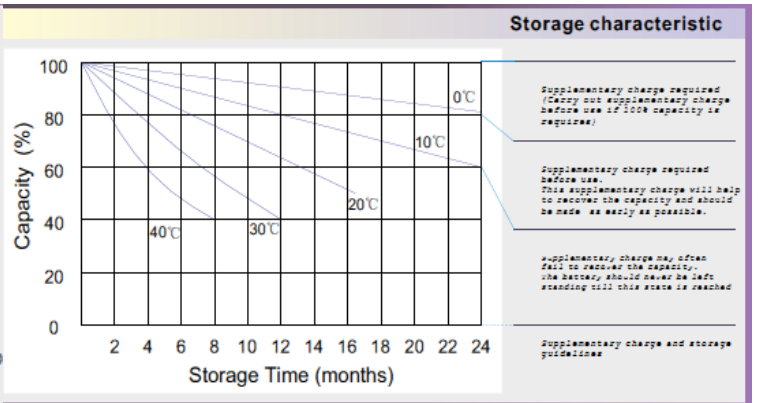 Storage characteristic
100
80
60
40
20
0
Capacity (%)
2 4 6 8 10 12 14 16 18 20 22 24
Storage Time (months)
0℃
10℃
20℃
30℃
40℃
Supplementary charge required
(Carry out supplementary charge
before use if 100% capacity is
requires)
Supplementary charge required
before use.
This supplementary charge will help
to recover the capacity and should
be made as early as possible.
Supplementary charge may often
fail to recover the capacity.
The battery should never be left
standing till this state is reached
Supplementary charge and storage
guidelines